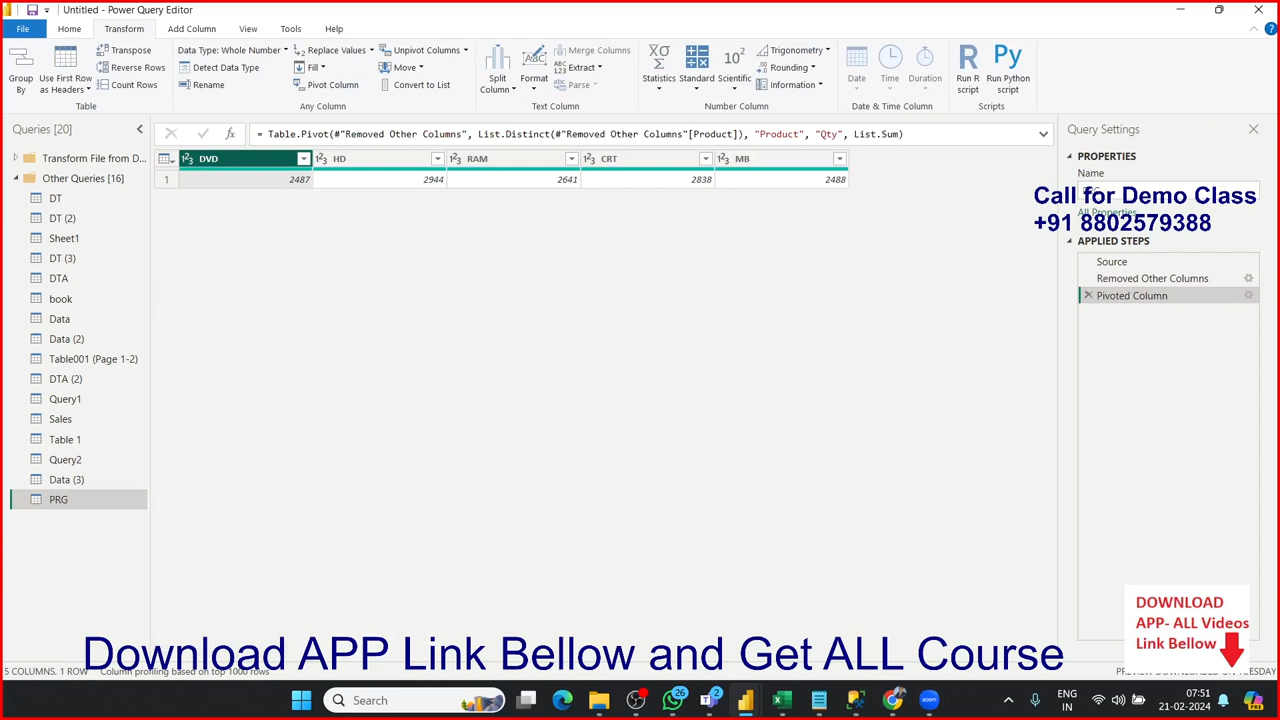 Untitled - Power Query Editor
File Home Transform Add Column View Tools Help
Group By
Use First Row as Headers
Transpose
Reverse Rows
Count Rows
Table
Data Type: Whole Number
Detect Data Type
Rename
Replace Values
Fill
Pivot Column
Unpivot Columns
Move
Convert to List
Any Column
Split Column
Format
Merge Columns
Extract
Parse
Text Column
Statistics
Standard
Scientific
Trigonometry
Rounding
Information
Number Column
Date
Time
Duration
Date & Time Column
Run R script
Run Python script
Scripts
Queries [20]
= Table.Pivot(#"Removed Other Columns", List.Distinct(#"Removed Other Columns"[Product]), "Product", "Qty", List.Sum)
Transform File from D...
Other Queries [16]
DT
DT (2)
Sheet1
DT (3)
DTA
book
Data
Data (2)
Table001 (Page 1-2)
DTA (2)
Query1
Sales
Table 1
Query2
Data (3)
PRG
DVD HD RAM CRT MB
1 2487 2944 2641 2838 2488
Query Settings
PROPERTIES
Name
All Properties
Call for Demo Class
+91 8802579388
APPLIED STEPS
Source
Removed Other Columns
Pivoted Column
DOWNLOAD
APP- ALL Videos
Link Bellow
Download APP Link Bellow and Get ALL Course
5 COLUMNS, 1 ROW Column profiling based on top 1000 rows
Search
26
2
ENG
IN
07:51
21-02-2024